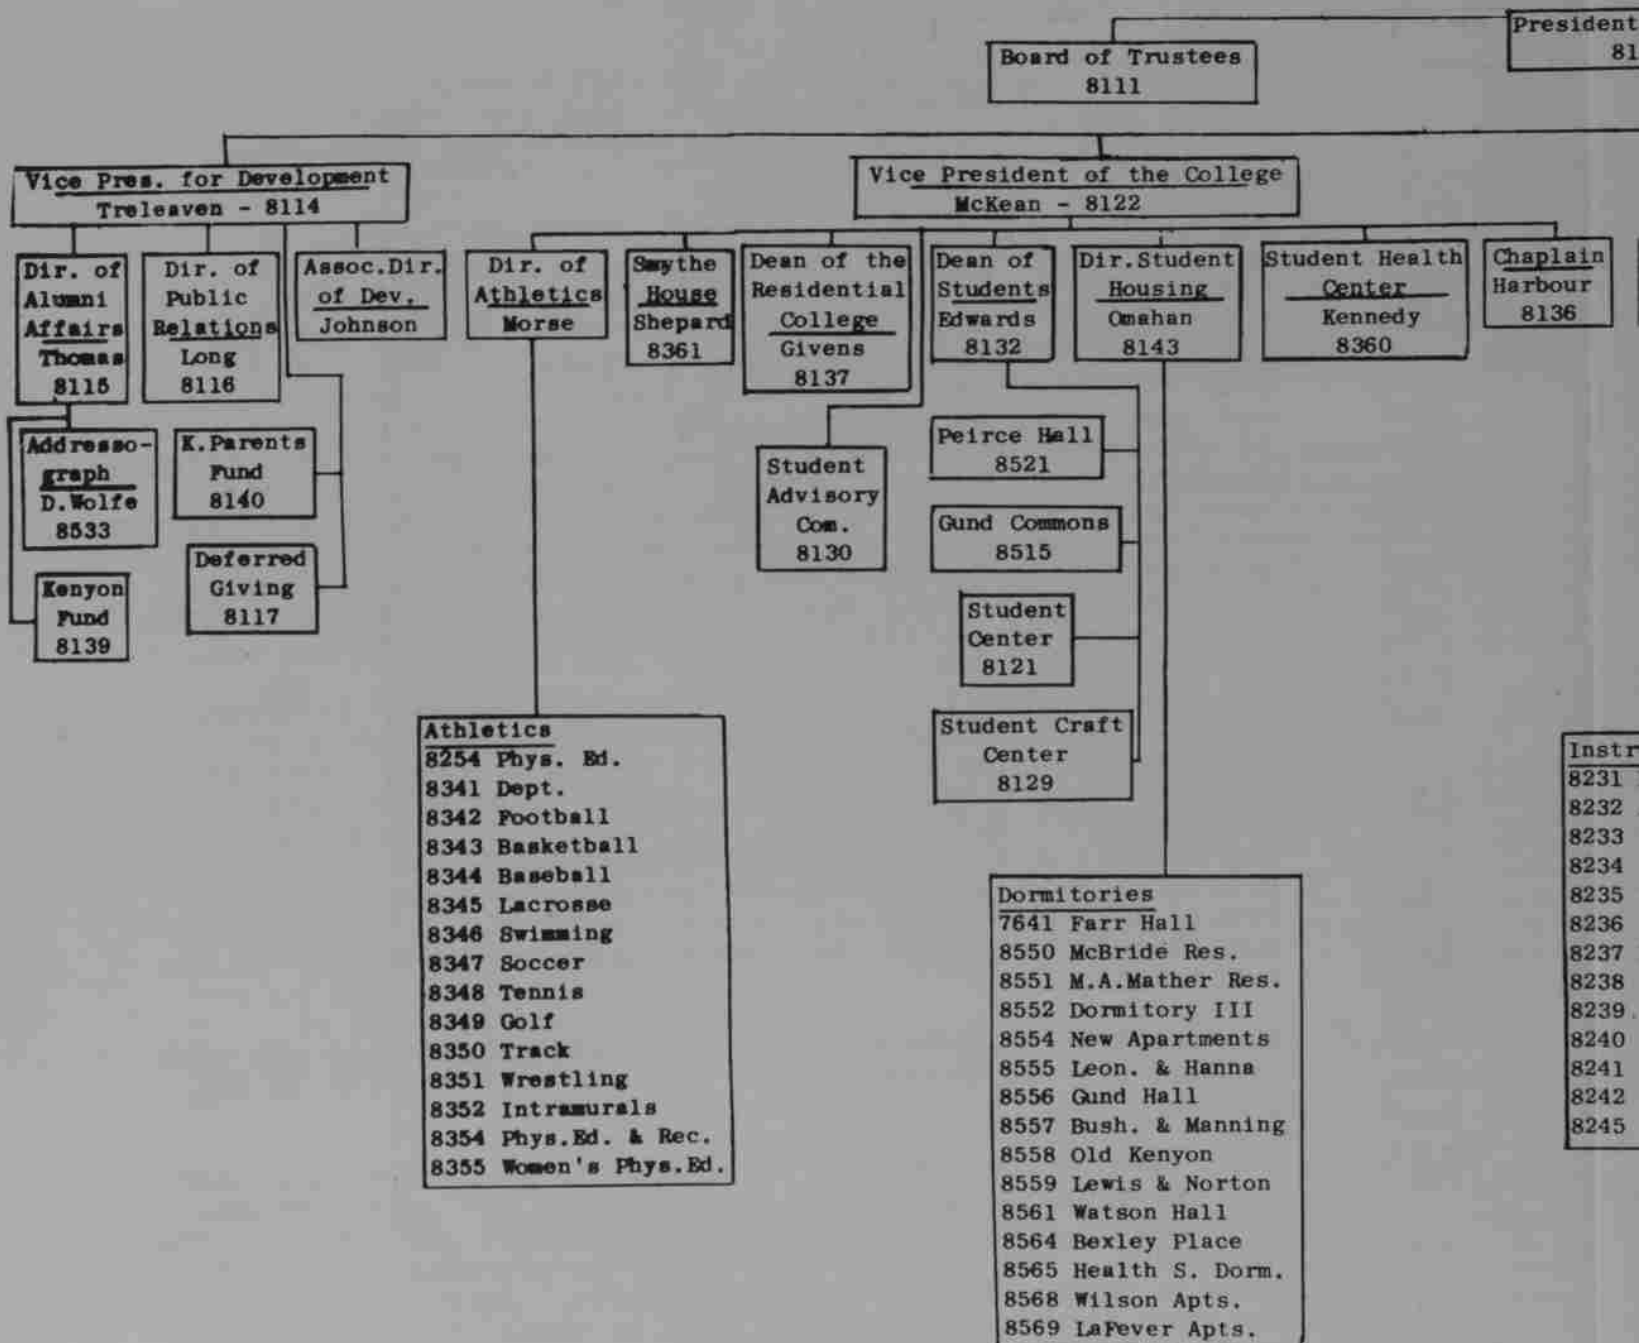 President
81
Board of Trustees
8111
Vice Pres. for Development
Treleaven - 8114
Vice President of the College
McKean - 8122
Dir. of
Alumni
Affairs
Thomas
8115
Dir. of
Public
Relations
Long
8116
Assoc.Dir.
of Dev.
Johnson
Dir. of
Athletics
Morse
Smythe
House
Shepard
8361
Dean of the
Residential
College
Givens
8137
Dean of
Students
Edwards
8132
Dir.Student
Housing
Omahan
8143
Student Health
Center
Kennedy
8360
Chaplain
Harbour
8136
Addresso-
graph
D.Wolfe
8533
K.Parents
Fund
8140
Kenyon
Fund
8139
Deferred
Giving
8117
Student
Advisory
Com.
8130
Peirce Hall
8521
Gund Commons
8515
Student
Center
8121
Student Craft
Center
8129
Athletics
8254 Phys. Ed.
8341 Dept.
8342 Football
8343 Basketball
8344 Baseball
8345 Lacrosse
8346 Swimming
8347 Soccer
8348 Tennis
8349 Golf
8350 Track
8351 Wrestling
8352 Intramurals
8354 Phys.Ed. & Rec.
8355 Women's Phys.Ed.
Dormitories
7641 Farr Hall
8550 McBride Res.
8551 M.A.Mather Res.
8552 Dormitory III
8554 New Apartments
8555 Leon. & Hanna
8556 Gund Hall
8557 Bush. & Manning
8558 Old Kenyon
8559 Lewis & Norton
8561 Watson Hall
8564 Bexley Place
8565 Health S. Dorm.
8568 Wilson Apts.
8569 LaFever Apts.
Instr
8231
8232
8233
8234
8235
8236
8237
8238
8239
8240
8241
8242
8245